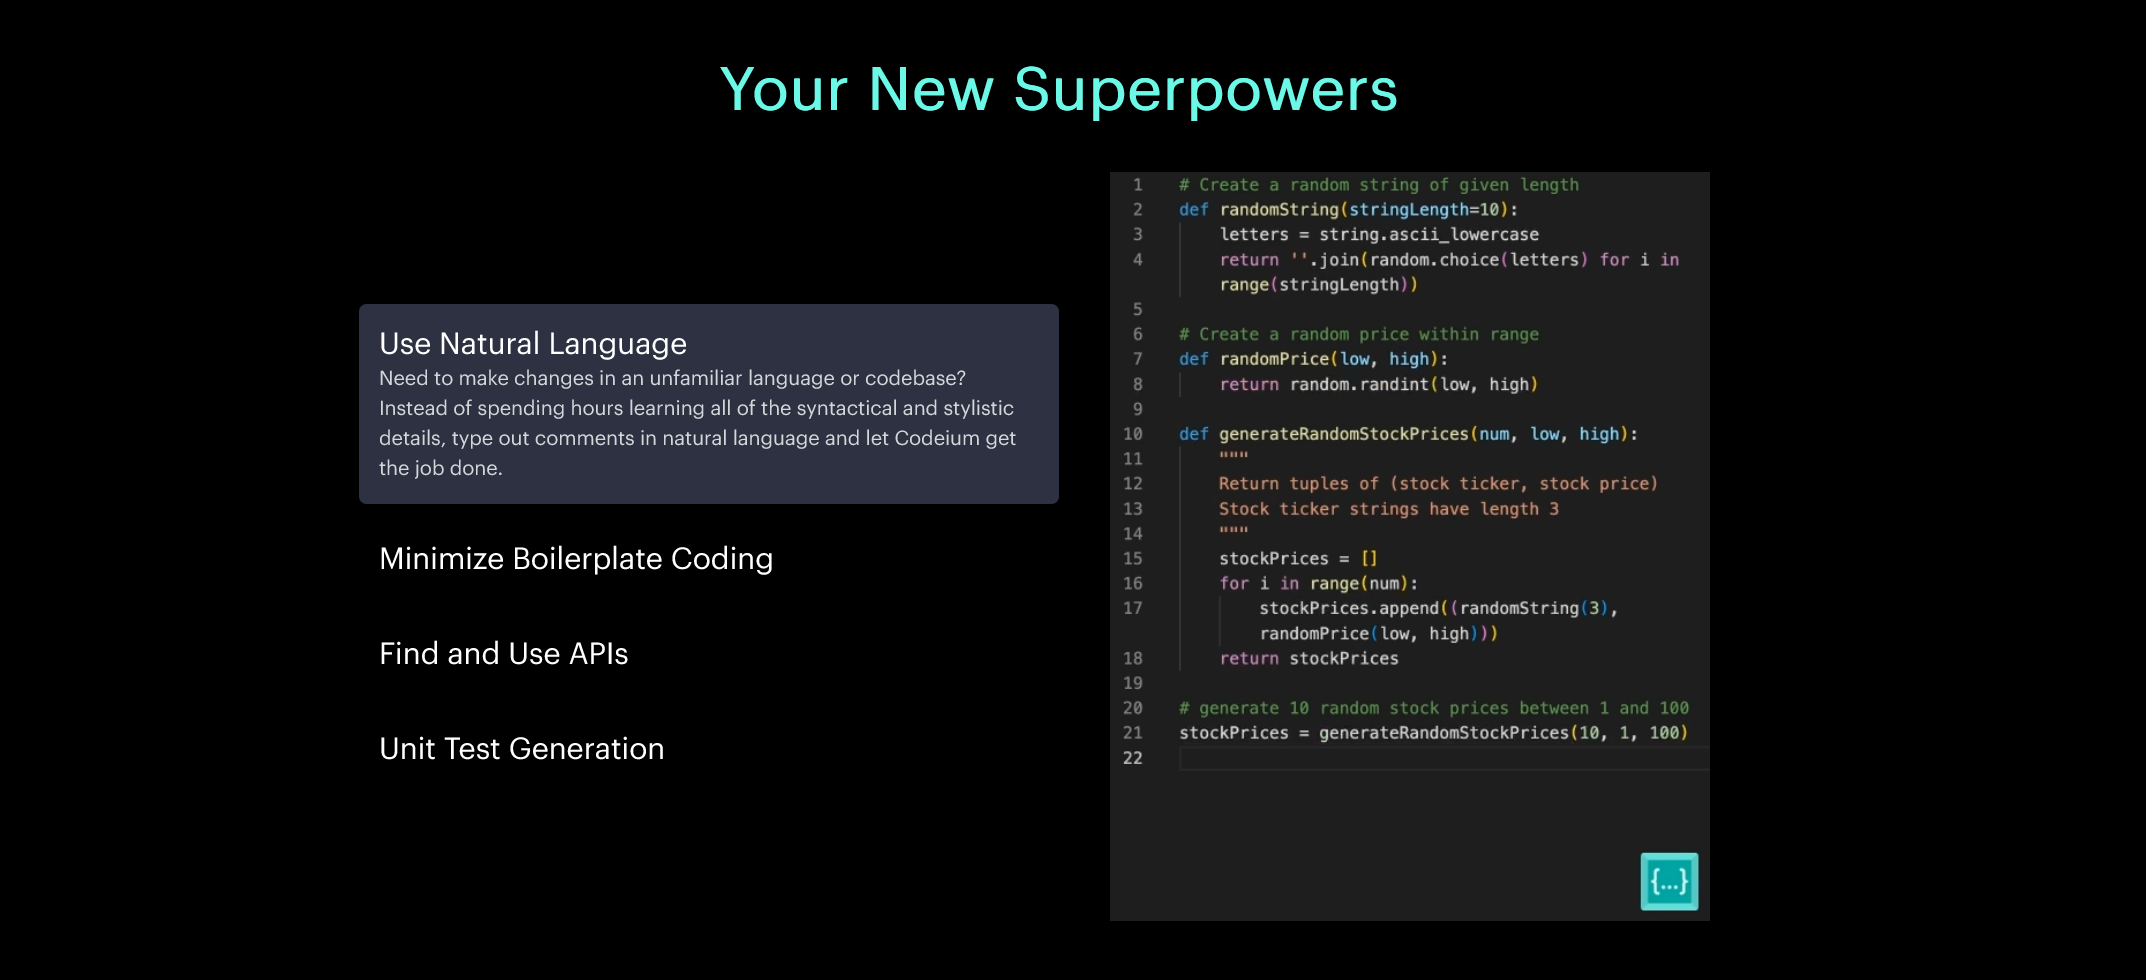 Your New Superpowers
Use Natural Language
Need to make changes in an unfamiliar language or codebase?
Instead of spending hours learning all of the syntactical and stylistic
details, type out comments in natural language and let Codeium get
the job done.
Minimize Boilerplate Coding
Find and Use APIs
Unit Test Generation
1 # Create a random string of given length
2 def randomString(stringLength=10):
3     letters = string.ascii_lowercase
4     return ''.join(random.choice(letters) for i in
    range(stringLength))
5
6 # Create a random price within range
7 def randomPrice(low, high):
8     return random.randint(low, high)
9
10 def generateRandomStockPrices(num, low, high):
11     """
12     Return tuples of (stock ticker, stock price)
13     Stock ticker strings have length 3
14     """
15     stockPrices = []
16     for i in range(num):
17         stockPrices.append((randomString(3),
        randomPrice(low, high)))
18     return stockPrices
19
20 # generate 10 random stock prices between 1 and 100
21 stockPrices = generateRandomStockPrices(10, 1, 100)
22
{...}